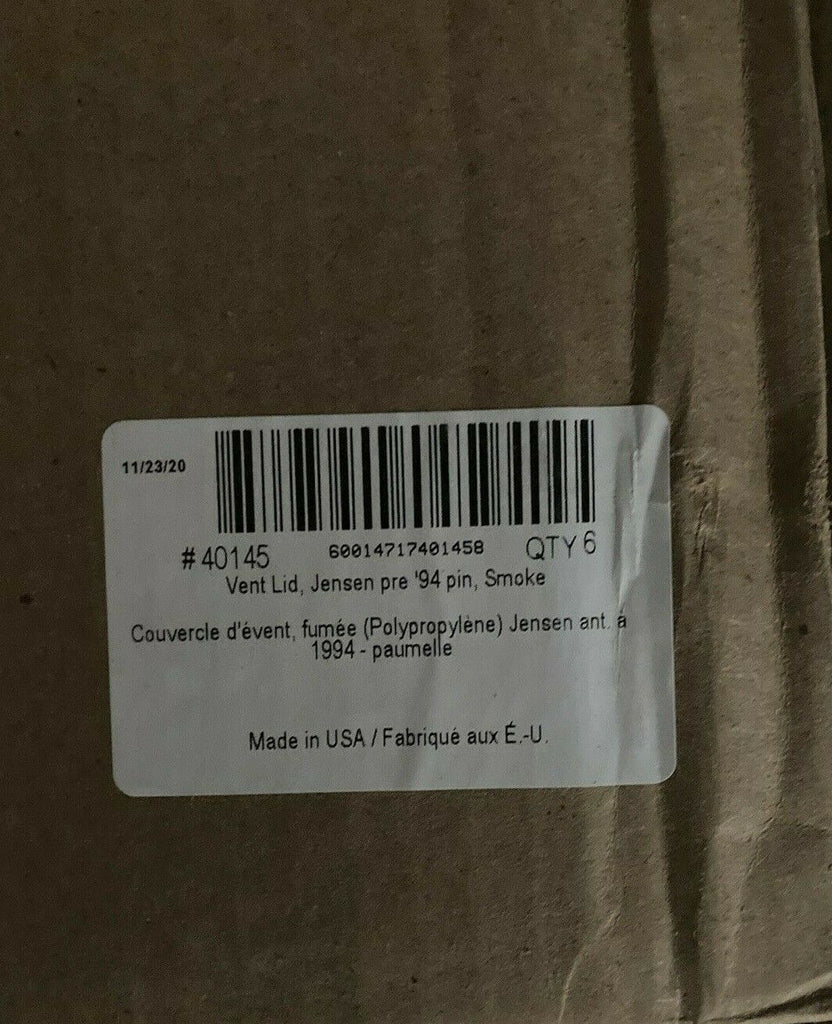 11/23/20
#40145 60014717401458 QTY 6
Vent Lid, Jensen pre '94 pin, Smoke
Couvercle d'évent, fumée (Polypropylène) Jensen ant. à
1994 - paumelle
Made in USA / Fabriqué aux É.-U.